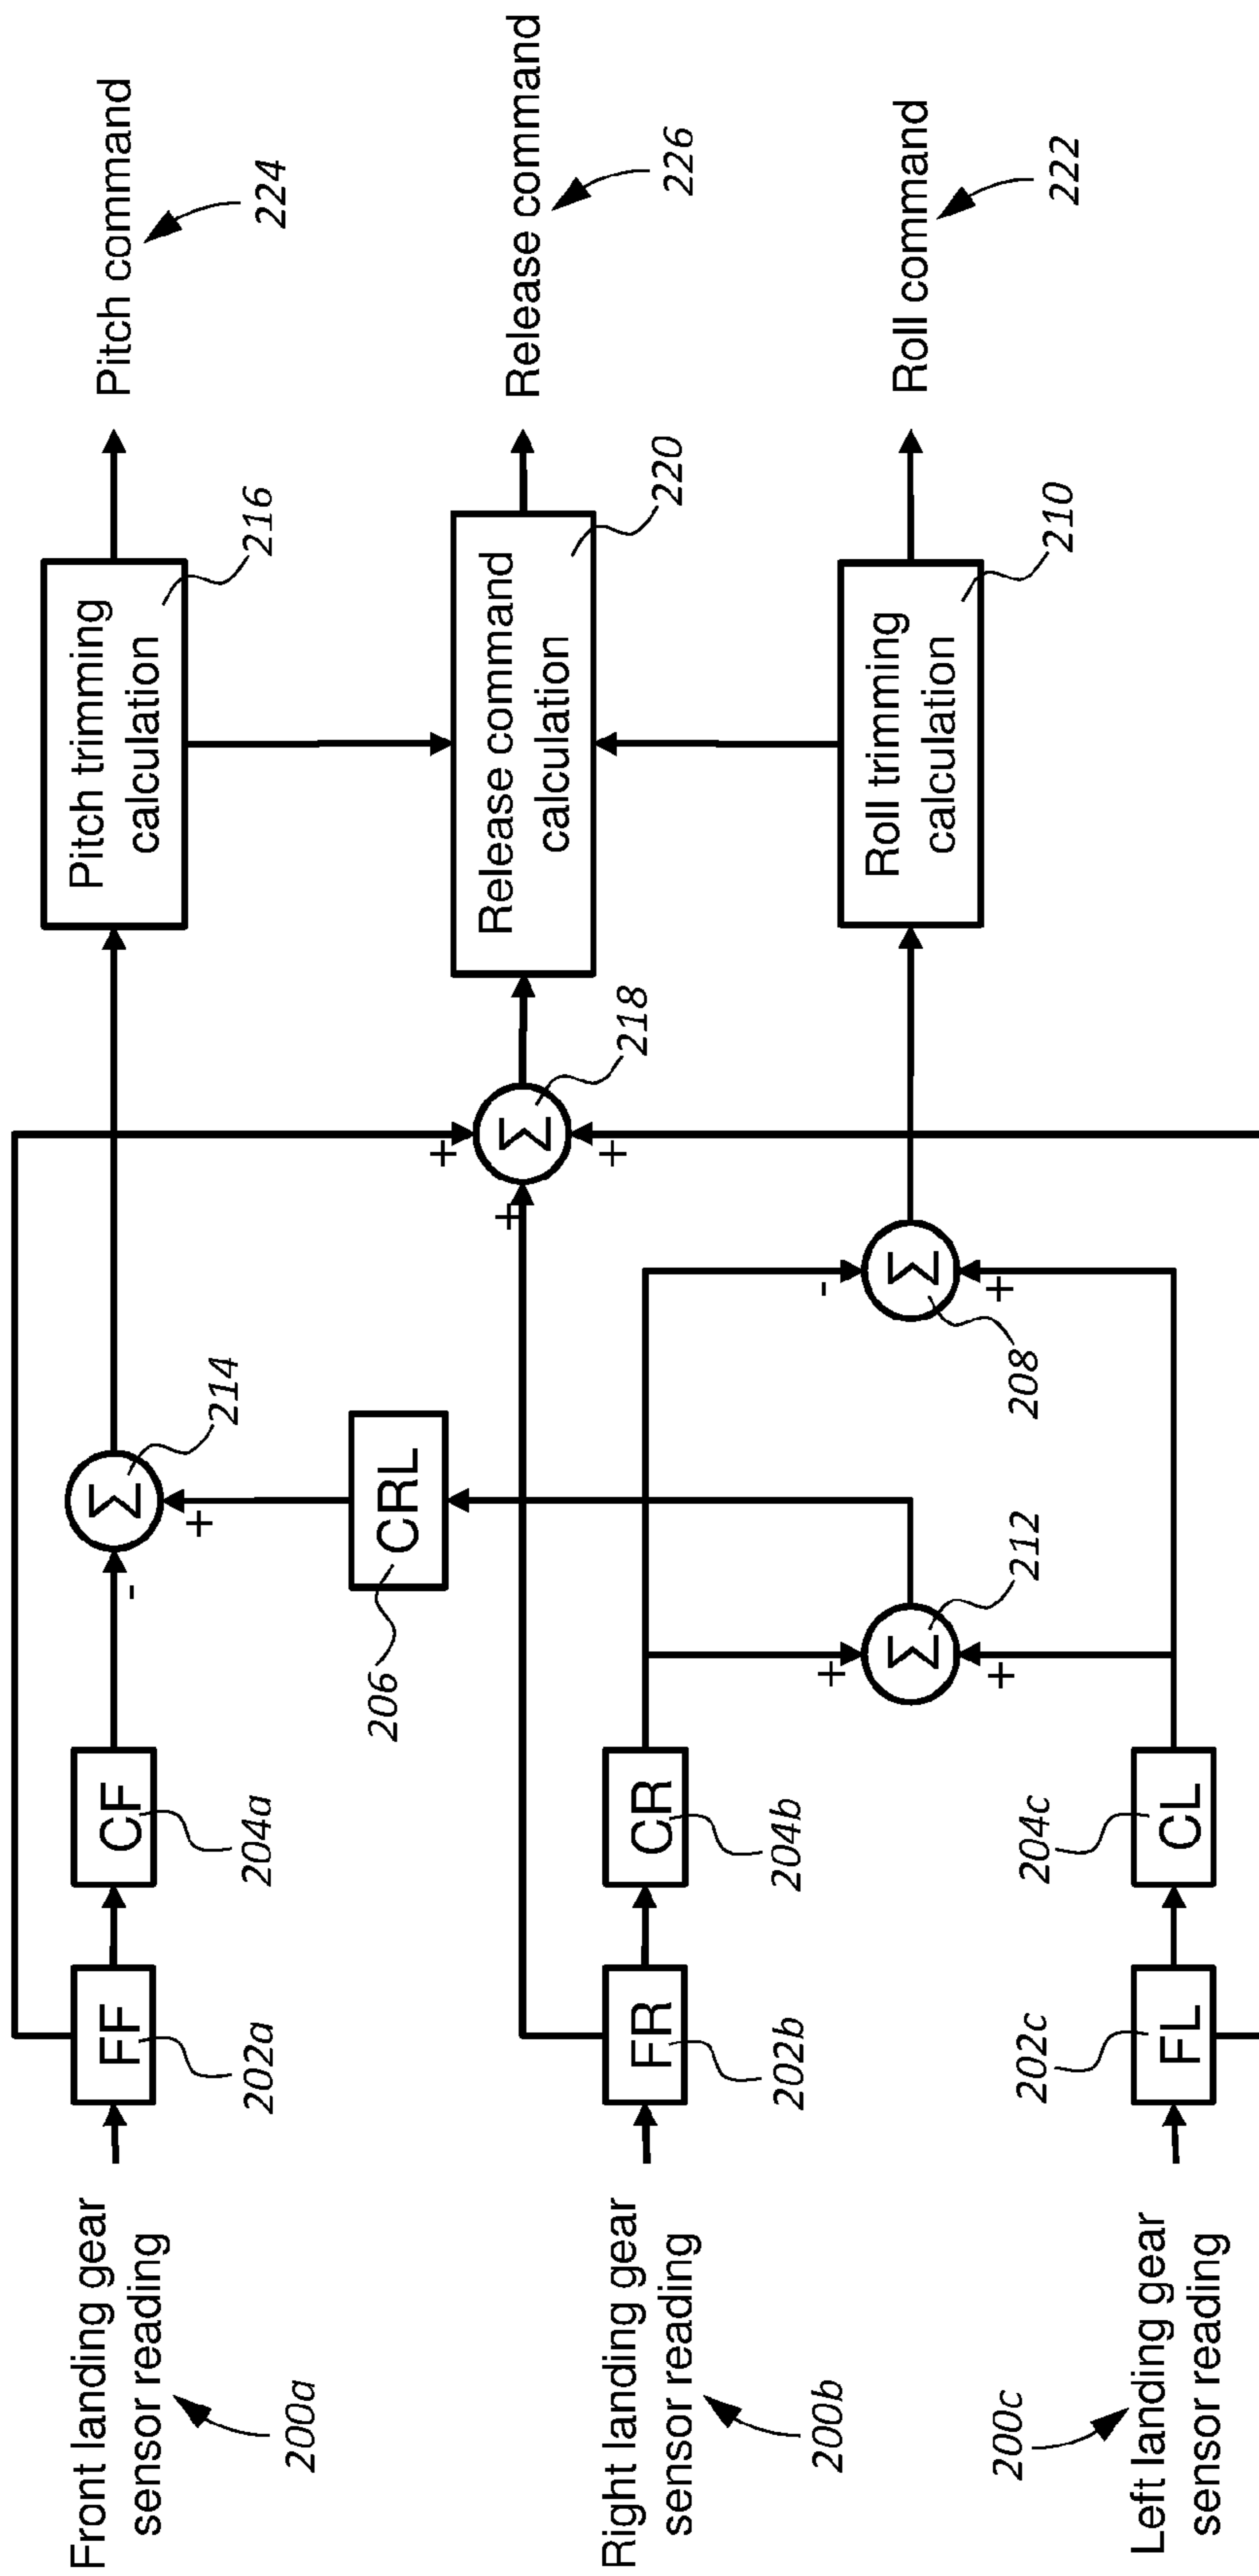 Front landing gear
sensor reading
200a
FF
202a
CF
204a
-
+
Σ
214
Pitch trimming
calculation
216
Pitch command
224
CRL
206
Right landing gear
sensor reading
200b
FR
202b
CR
204b
+
+
+
Σ
218
Release command
calculation
220
Release command
226
+
+
Σ
212
-
+
Σ
208
Roll trimming
calculation
210
Roll command
222
Left landing gear
sensor reading
200c
FL
202c
CL
204c